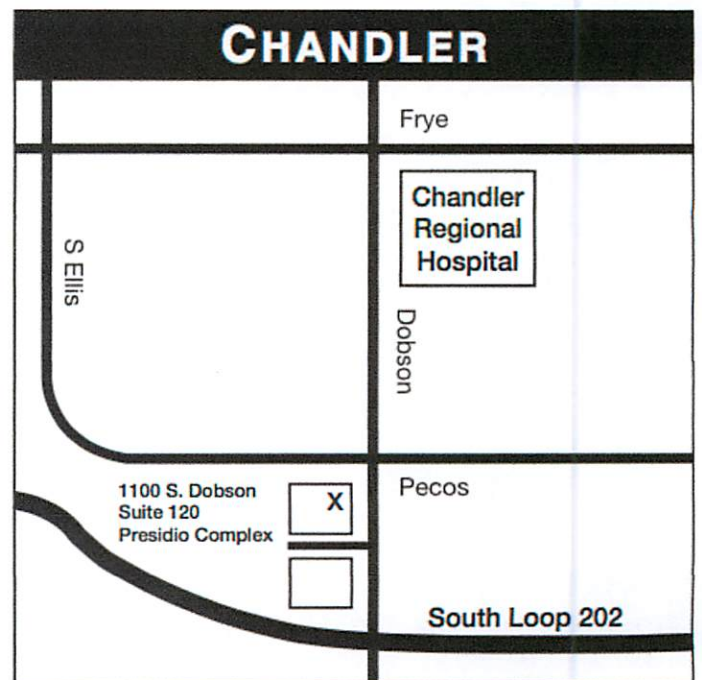 CHANDLER
Frye
Chandler
Regional
Hospital
S Ellis
Dobson
1100 S. Dobson
Suite 120
Presidio Complex
X
Pecos
South Loop 202